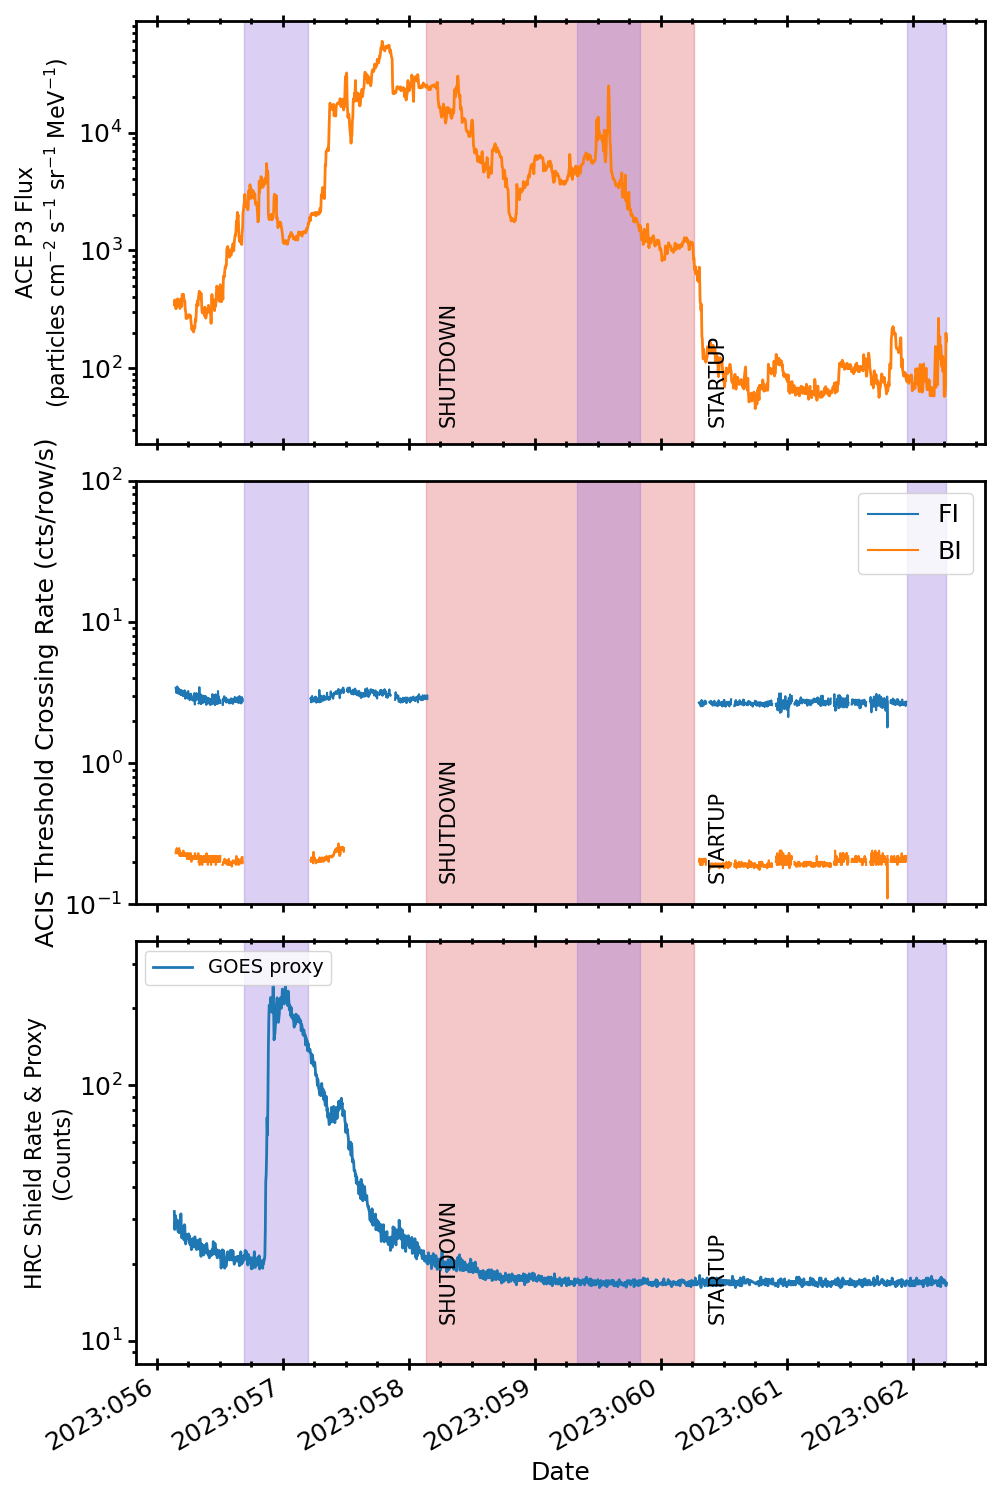 ACE P3 Flux
(particles cm⁻² s⁻¹ sr⁻¹ MeV⁻¹)
10⁴
10³
10²
SHUTDOWN
STARTUP
ACIS Threshold Crossing Rate (cts/row/s)
10²
10¹
10⁰
10⁻¹
FI
BI
SHUTDOWN
STARTUP
HRC Shield Rate & Proxy
(Counts)
10²
10¹
GOES proxy
SHUTDOWN
STARTUP
2023:056
2023:057
2023:058
2023:059
2023:060
2023:061
2023:062
Date